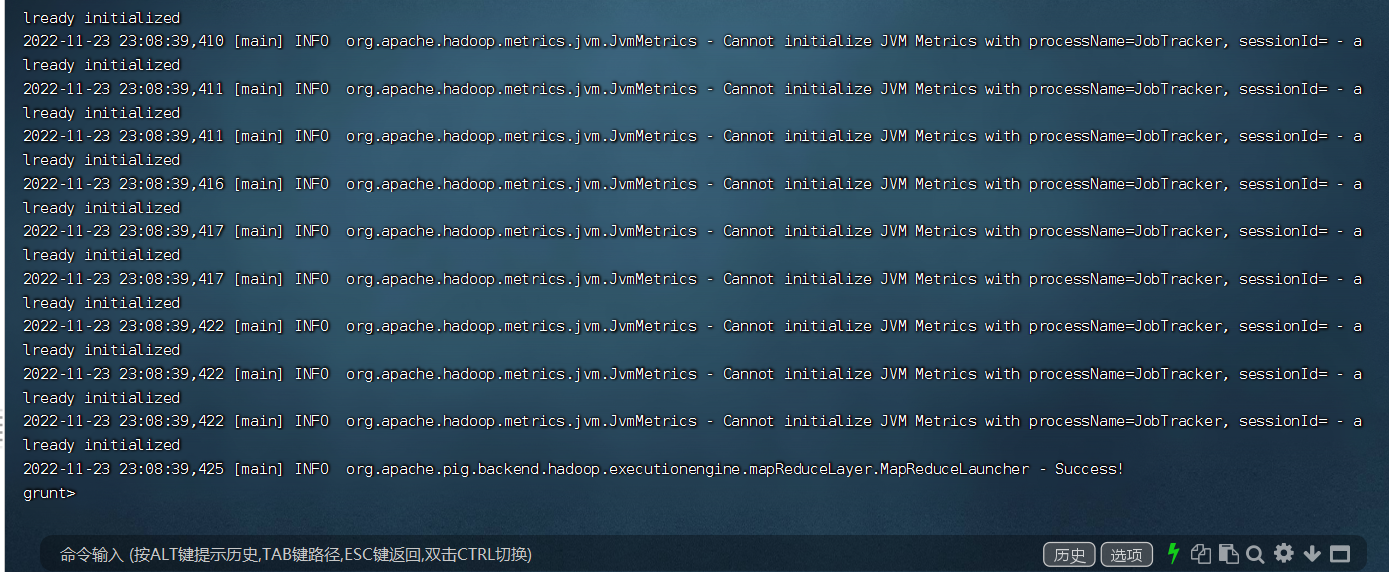 lready initialized
2022-11-23 23:08:39,410 [main] INFO  org.apache.hadoop.metrics.jvm.JvmMetrics - Cannot initialize JVM Metrics with processName=JobTracker, sessionId= - a
lready initialized
2022-11-23 23:08:39,411 [main] INFO  org.apache.hadoop.metrics.jvm.JvmMetrics - Cannot initialize JVM Metrics with processName=JobTracker, sessionId= - a
lready initialized
2022-11-23 23:08:39,411 [main] INFO  org.apache.hadoop.metrics.jvm.JvmMetrics - Cannot initialize JVM Metrics with processName=JobTracker, sessionId= - a
lready initialized
2022-11-23 23:08:39,416 [main] INFO  org.apache.hadoop.metrics.jvm.JvmMetrics - Cannot initialize JVM Metrics with processName=JobTracker, sessionId= - a
lready initialized
2022-11-23 23:08:39,417 [main] INFO  org.apache.hadoop.metrics.jvm.JvmMetrics - Cannot initialize JVM Metrics with processName=JobTracker, sessionId= - a
lready initialized
2022-11-23 23:08:39,417 [main] INFO  org.apache.hadoop.metrics.jvm.JvmMetrics - Cannot initialize JVM Metrics with processName=JobTracker, sessionId= - a
lready initialized
2022-11-23 23:08:39,422 [main] INFO  org.apache.hadoop.metrics.jvm.JvmMetrics - Cannot initialize JVM Metrics with processName=JobTracker, sessionId= - a
lready initialized
2022-11-23 23:08:39,422 [main] INFO  org.apache.hadoop.metrics.jvm.JvmMetrics - Cannot initialize JVM Metrics with processName=JobTracker, sessionId= - a
lready initialized
2022-11-23 23:08:39,422 [main] INFO  org.apache.hadoop.metrics.jvm.JvmMetrics - Cannot initialize JVM Metrics with processName=JobTracker, sessionId= - a
lready initialized
2022-11-23 23:08:39,425 [main] INFO  org.apache.pig.backend.hadoop.executionengine.mapReduceLayer.MapReduceLauncher - Success!
grunt>
命令输入 (按ALT键提示历史,TAB键路径,ESC键返回,双击CTRL切换) 历史 选项